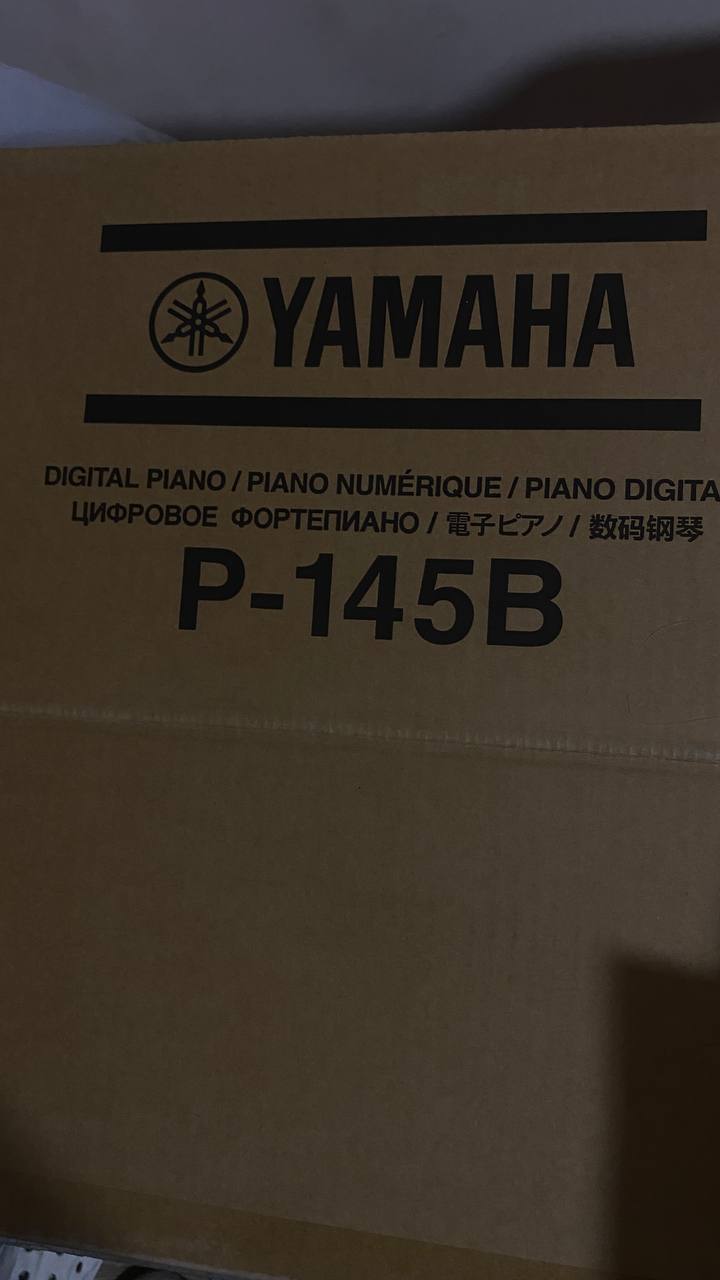 YAMAHA
DIGITAL PIANO / PIANO NUMÉRIQUE / PIANO DIGITA
ЦИФРОВОЕ ФОРТЕПИАНО / 電子ピアノ / 数码钢琴
P-145B